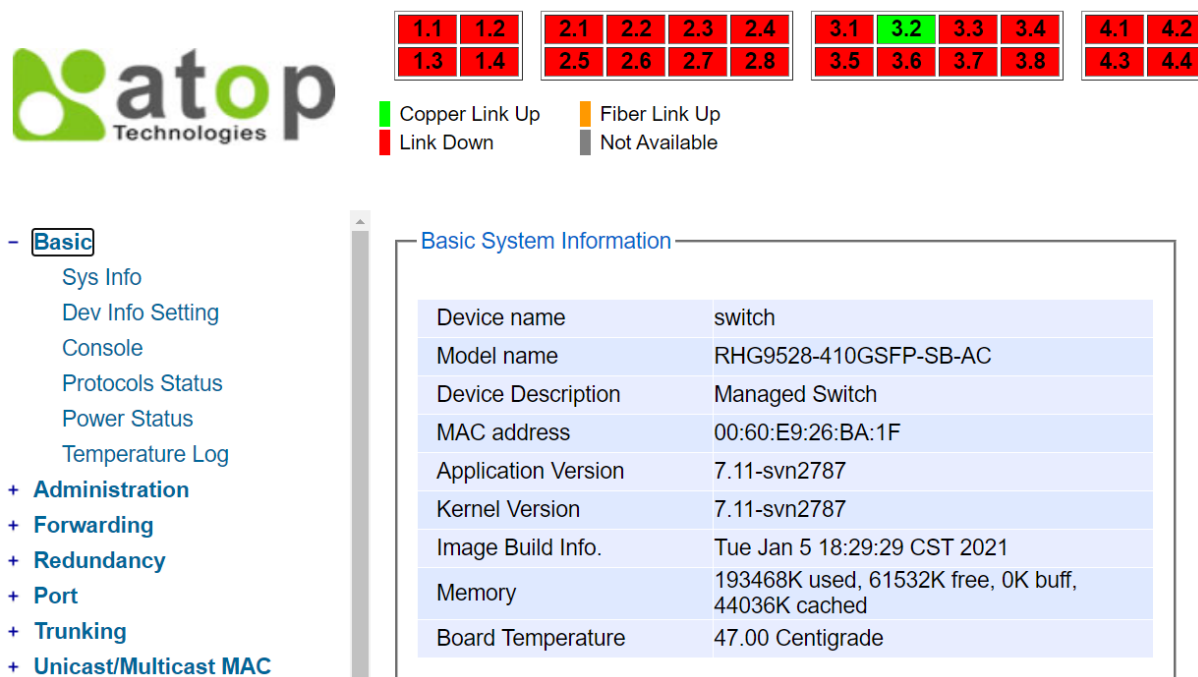 1.1 1.2 2.1 2.2 2.3 2.4 3.1 3.2 3.3 3.4 4.1 4.2
1.3 1.4 2.5 2.6 2.7 2.8 3.5 3.6 3.7 3.8 4.3 4.4
atop
Technologies
Copper Link Up Fiber Link Up
Link Down Not Available
− Basic
Sys Info
Dev Info Setting
Console
Protocols Status
Power Status
Temperature Log
+ Administration
+ Forwarding
+ Redundancy
+ Port
+ Trunking
+ Unicast/Multicast MAC
Basic System Information
Device name switch
Model name RHG9528-410GSFP-SB-AC
Device Description Managed Switch
MAC address 00:60:E9:26:BA:1F
Application Version 7.11-svn2787
Kernel Version 7.11-svn2787
Image Build Info. Tue Jan 5 18:29:29 CST 2021
Memory 193468K used, 61532K free, 0K buff,
44036K cached
Board Temperature 47.00 Centigrade